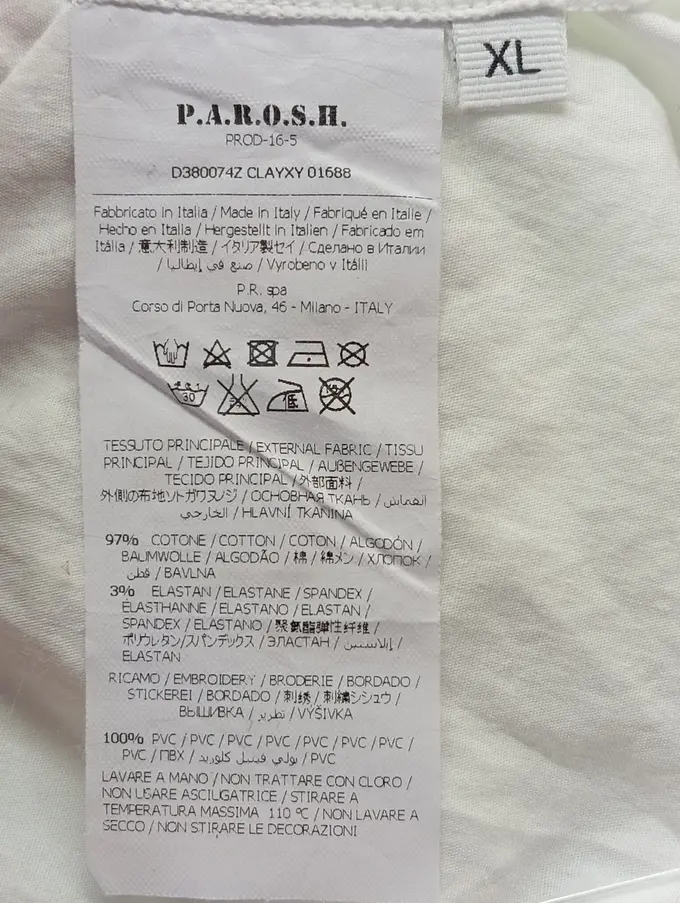 XL
P.A.R.O.S.H.
PROD-16-5
D380074Z CLAYXY 01688
Fabbricato in Italia / Made in Italy / Fabriqué en Italie /
Hecho en Italia / Hergestellt in Italien / Fabricado em
Itália / 意大利制造 / イタリア製セイ / Сделано в Италии
/ صنع في إيطاليا / Vyrobeno v Itálii
P.R. spa
Corso di Porta Nuova, 46 - Milano - ITALY
30
低
TESSUTO PRINCIPALE / EXTERNAL FABRIC / TISSU
PRINCIPAL / TEJIDO PRINCIPAL / AUßENGEWEBE /
TECIDO PRINCIPAL / 外部面料 /
外側の布地ソトガワヌノジ / ОСНОВНАЯ ТКАНЬ / القماش
الخارجي / HLAVNÍ TKANINA
97% COTONE / COTTON / COTON / ALGODÓN /
BAUMWOLLE / ALGODÃO / 棉 / 綿メン / ХЛОПОК /
قطن / BAVLNA
3% ELASTAN / ELASTANE / SPANDEX /
ELASTHANNE / ELASTANO / ELASTAN /
SPANDEX / ELASTANO / 聚氨酯弹性纤维 /
ポリウレタン/スパンデックス / ЭЛАСТАН / إيلاستين /
ELASTAN
RICAMO / EMBROIDERY / BRODERIE / BORDADO /
STICKEREI / BORDADO / 刺绣 / 刺繍シシュウ /
ВЫШИВКА / تطريز / VÝŠIVKA
100% PVC / PVC / PVC / PVC / PVC / PVC / PVC /
PVC / ПВХ / بولي فينيل كلوريد / PVC
LAVARE A MANO / NON TRATTARE CON CLORO /
NON USARE ASCIUGATRICE / STIRARE A
TEMPERATURA MASSIMA 110 ºC / NON LAVARE A
SECCO / NON STIRARE LE DECORAZIONI